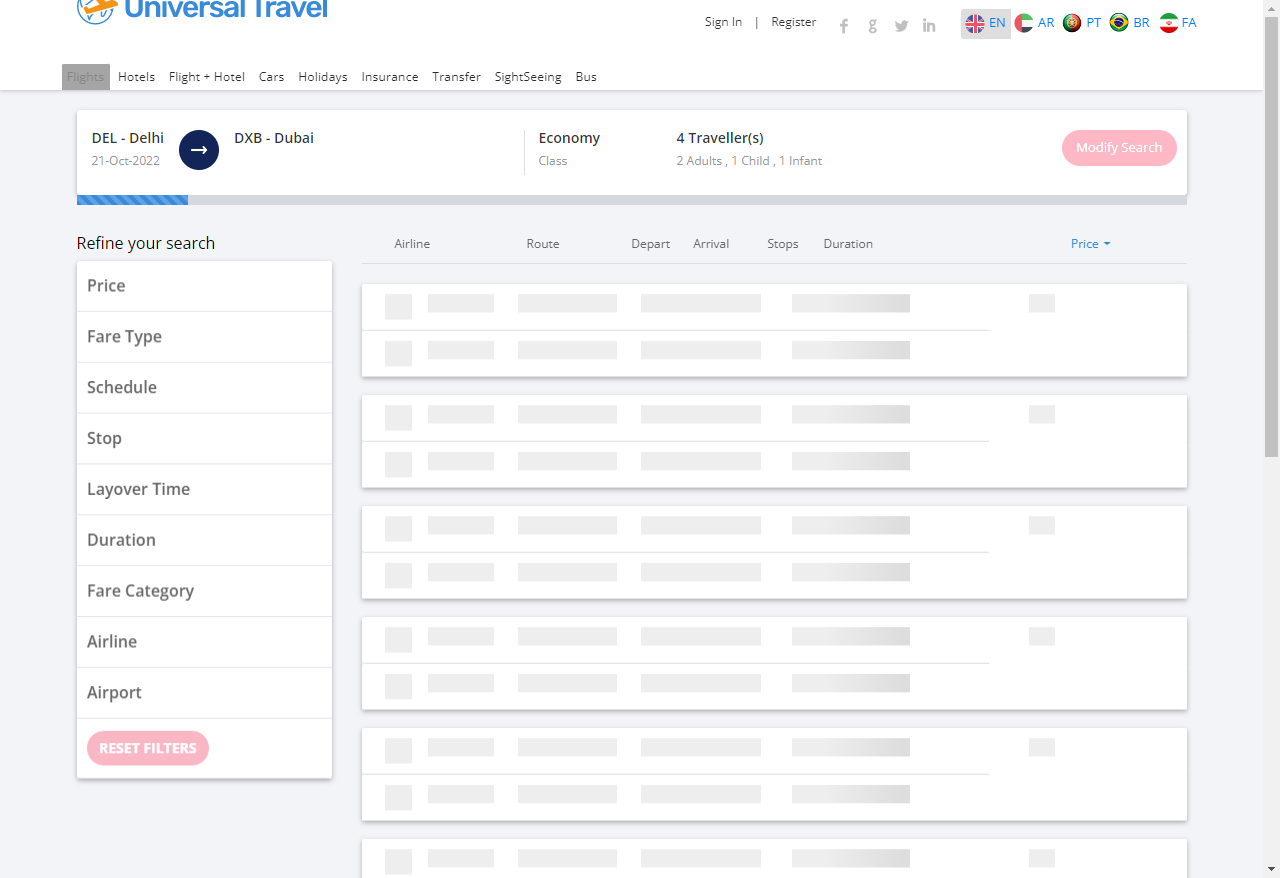 Universal Travel
Sign In | Register
EN AR PT BR FA
Flights Hotels Flight + Hotel Cars Holidays Insurance Transfer SightSeeing Bus
DEL - Delhi
21-Oct-2022
DXB - Dubai
Economy
Class
4 Traveller(s)
2 Adults , 1 Child , 1 Infant
Modify Search
Refine your search
Airline Route Depart Arrival Stops Duration Price
Price
Fare Type
Schedule
Stop
Layover Time
Duration
Fare Category
Airline
Airport
RESET FILTERS